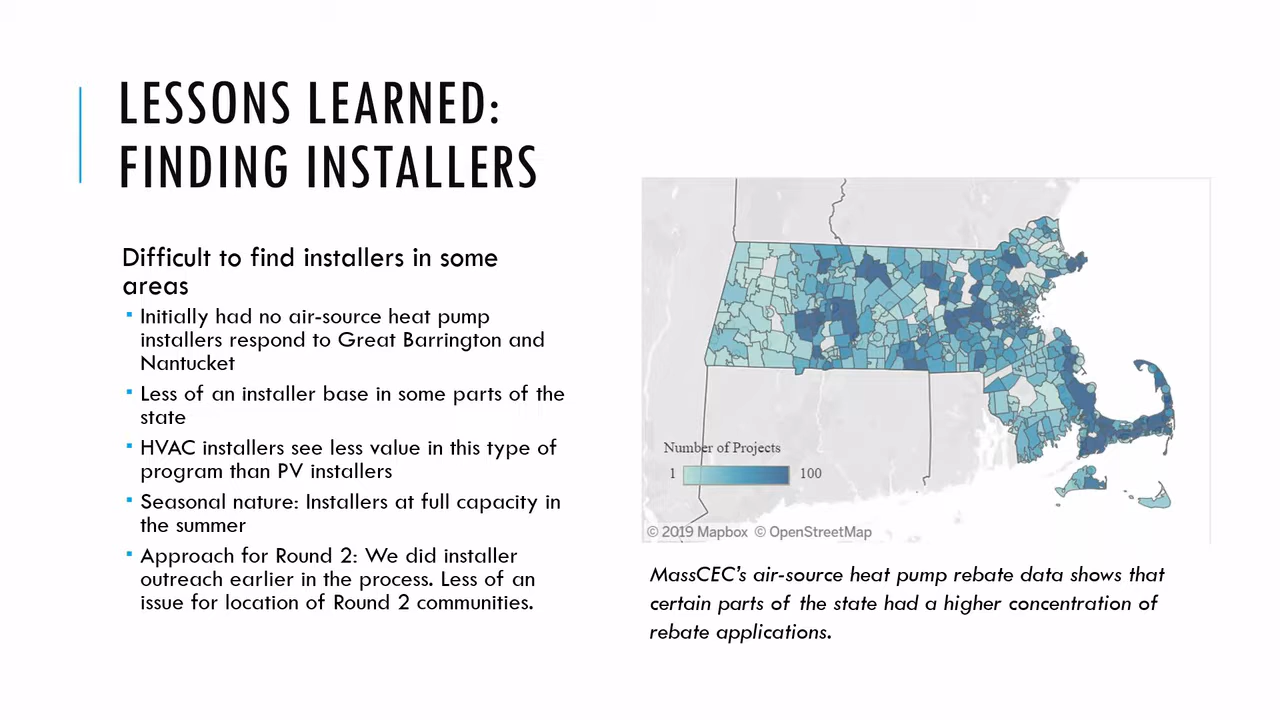 LESSONS LEARNED:
FINDING INSTALLERS
Difficult to find installers in some
areas
▪ Initially had no air-source heat pump
installers respond to Great Barrington and
Nantucket
▪ Less of an installer base in some parts of the
state
▪ HVAC installers see less value in this type of
program than PV installers
▪ Seasonal nature: Installers at full capacity in
the summer
▪ Approach for Round 2: We did installer
outreach earlier in the process. Less of an
issue for location of Round 2 communities.
Number of Projects
1 100
© 2019 Mapbox © OpenStreetMap
MassCEC's air-source heat pump rebate data shows that
certain parts of the state had a higher concentration of
rebate applications.